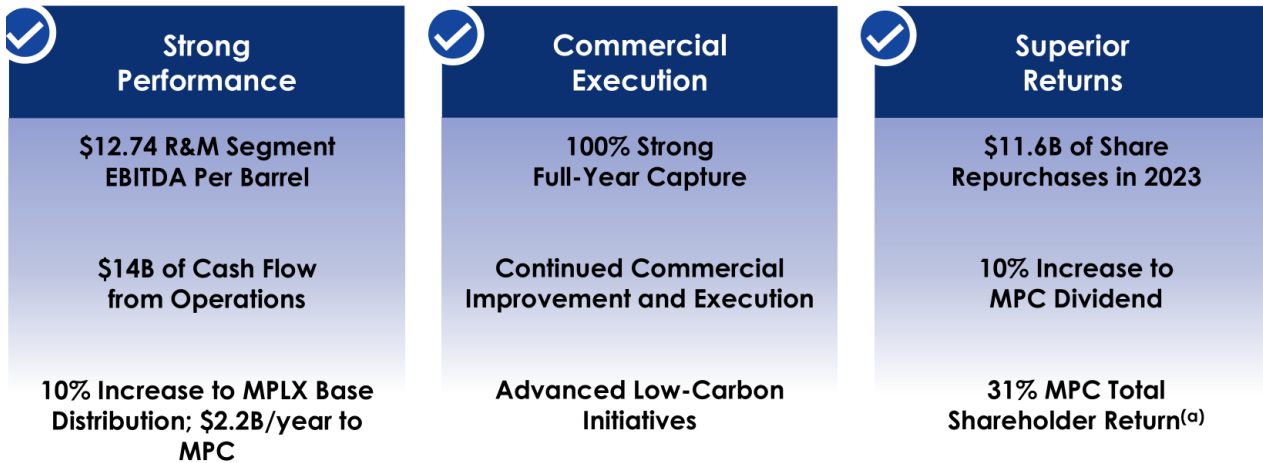 Strong
Performance
$12.74 R&M Segment
EBITDA Per Barrel
$14B of Cash Flow
from Operations
10% Increase to MPLX Base
Distribution; $2.2B/year to
MPC
Commercial
Execution
100% Strong
Full-Year Capture
Continued Commercial
Improvement and Execution
Advanced Low-Carbon
Initiatives
Superior
Returns
$11.6B of Share
Repurchases in 2023
10% Increase to
MPC Dividend
31% MPC Total
Shareholder Return(a)